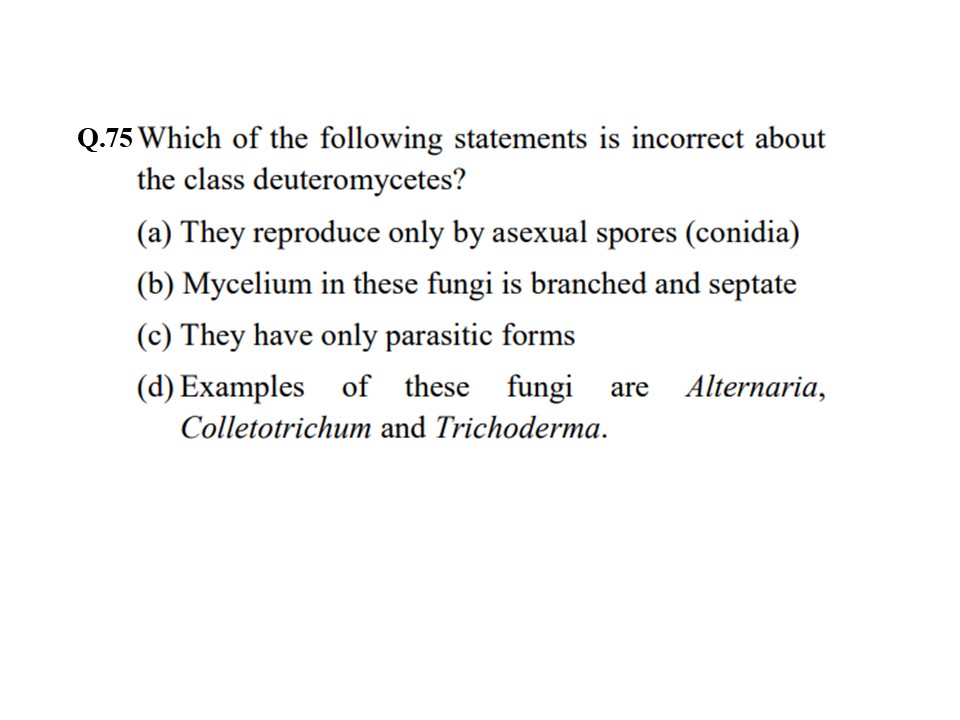 Q.75 Which of the following statements is incorrect about
the class deuteromycetes?
(a) They reproduce only by asexual spores (conidia)
(b) Mycelium in these fungi is branched and septate
(c) They have only parasitic forms
(d) Examples of these fungi are Alternaria,
Colletotrichum and Trichoderma.